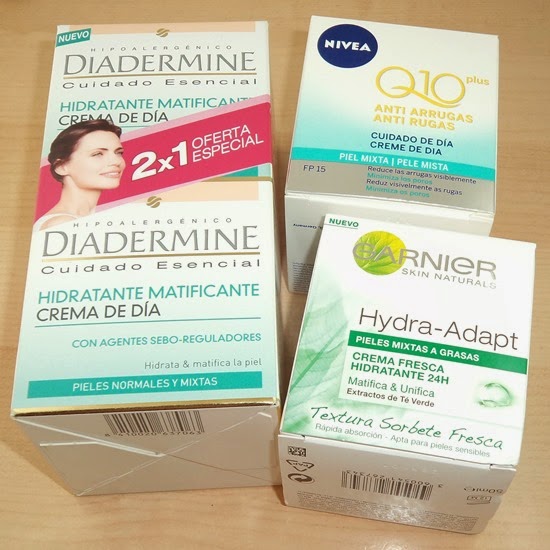 NUEVO
HIPOALERGÉNICO
DIADERMINE
Cuidado Esencial
HIDRATANTE MATIFICANTE
CREMA DE DÍA
2x1 OFERTA
ESPECIAL
HIPOALERGÉNICO
DIADERMINE
Cuidado Esencial
HIDRATANTE MATIFICANTE
CREMA DE DÍA
CON AGENTES SEBO-REGULADORES
Hidrata & matifica la piel
PIELES NORMALES Y MIXTAS
NIVEA
Q10 plus
ANTI ARRUGAS
ANTI RUGAS
CUIDADO DE DÍA
CREME DE DIA
PIEL MIXTA | PELE MISTA
FP 15
Reduce las arrugas visiblemente
Minimiza los poros
Reduz visivelmente as rugas
Minimiza os poros
NUEVO
GARNIER
SKIN NATURALS
Hydra-Adapt
PIELES MIXTAS A GRASAS
CREMA FRESCA
HIDRATANTE 24H
Matifica & Unifica
Extractos de Té Verde
Textura Sorbete Fresca
Rápida absorción - Apta para pieles sensibles
50ml